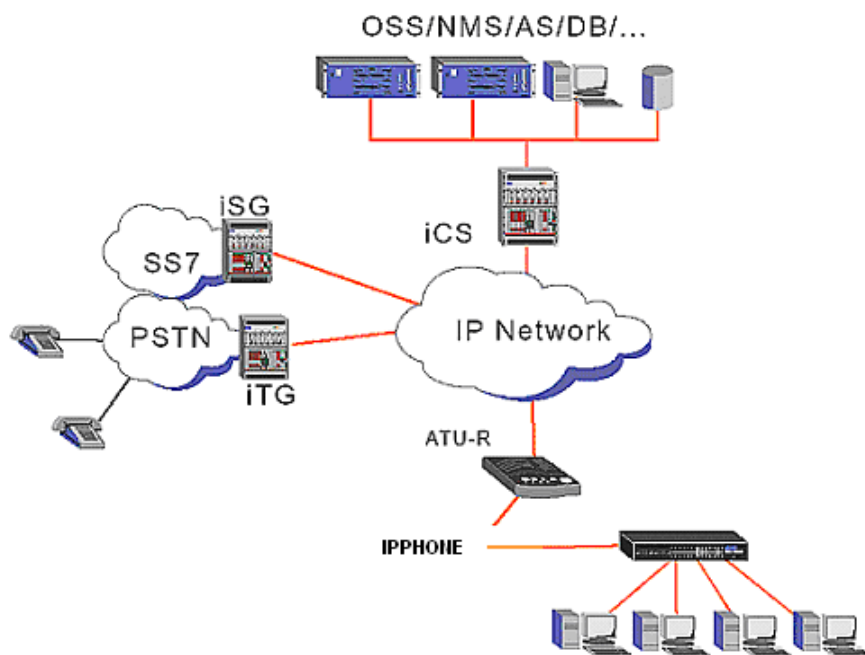 OSS/NMS/AS/DB/...
iSG
iCS
SS7
PSTN
IP Network
iTG
ATU-R
IPPHONE